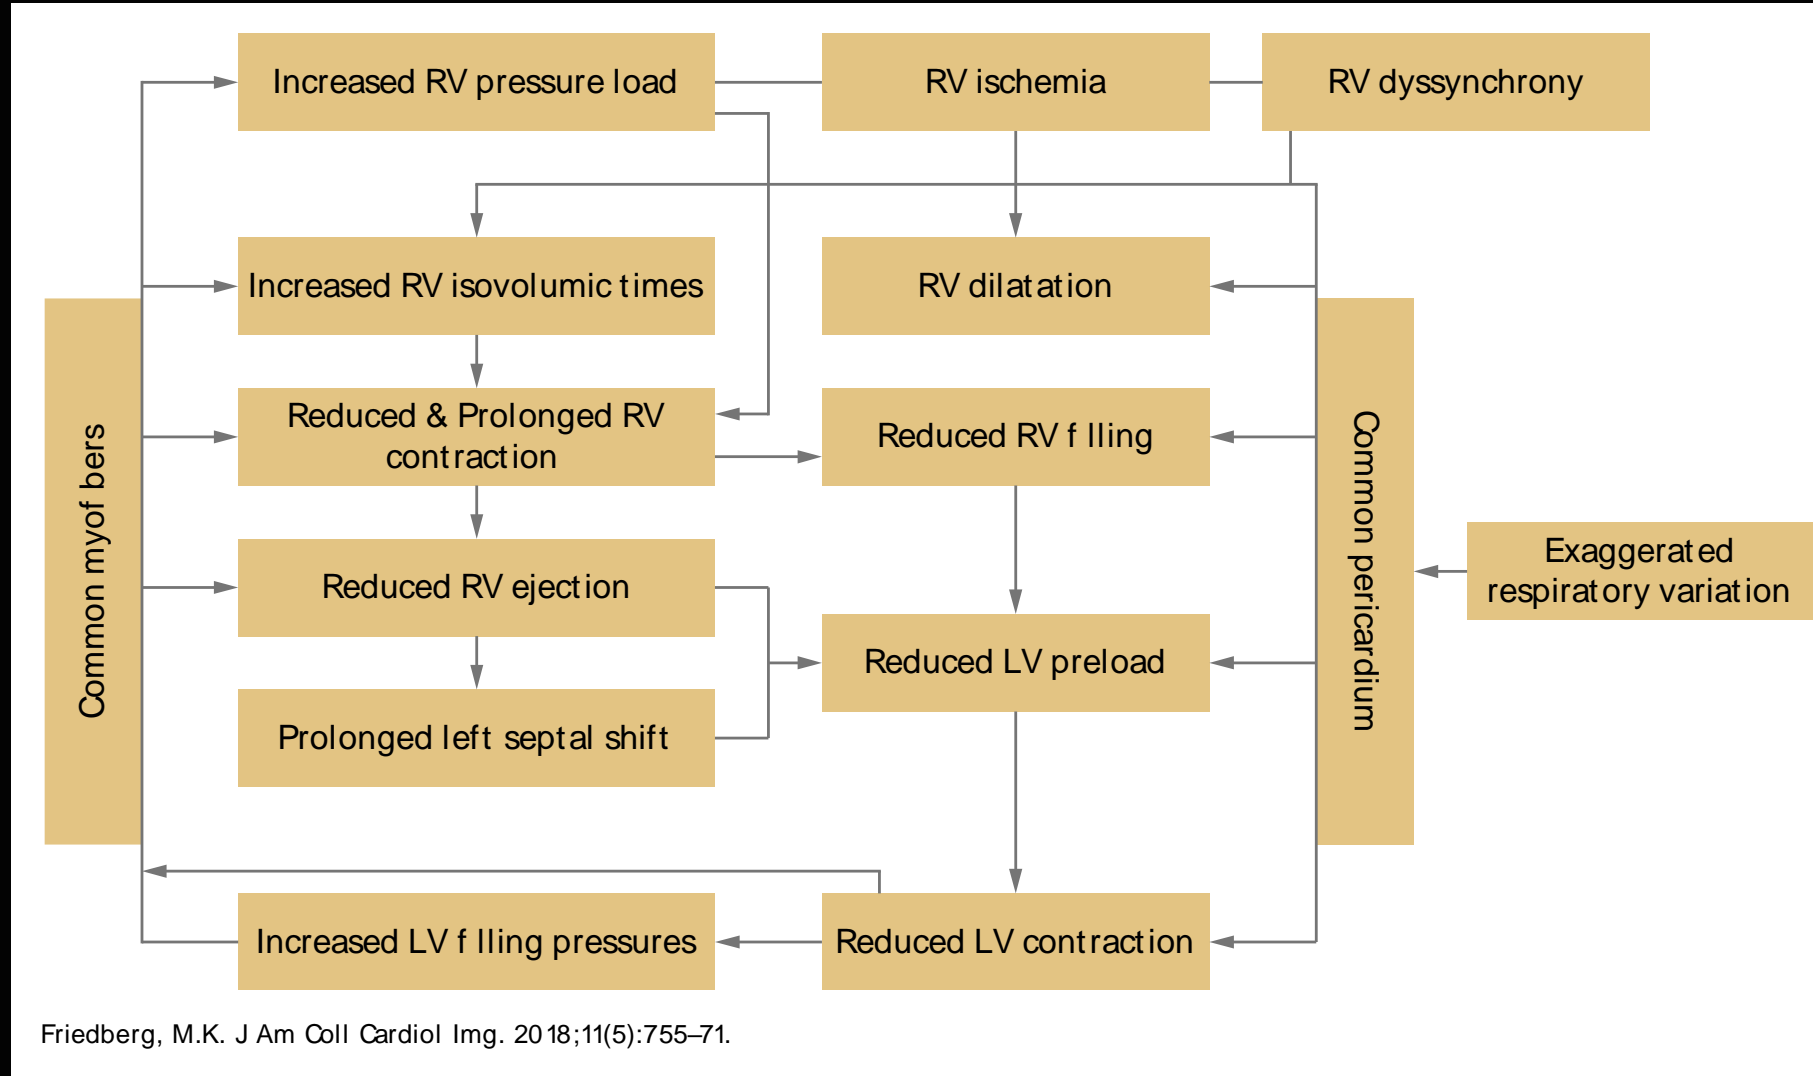 Increased RV pressure load
RV ischemia
RV dyssynchrony
Increased RV isovolumic times
RV dilatation
Reduced & Prolonged RV
contraction
Reduced RV f lling
Common myof bers
Common pericardium
Exaggerated
respiratory variation
Reduced RV ejection
Reduced LV preload
Prolonged left septal shift
Increased LV f lling pressures
Reduced LV contraction
Friedberg, M.K. J Am Coll Cardiol Img. 2018;11(5):755–71.